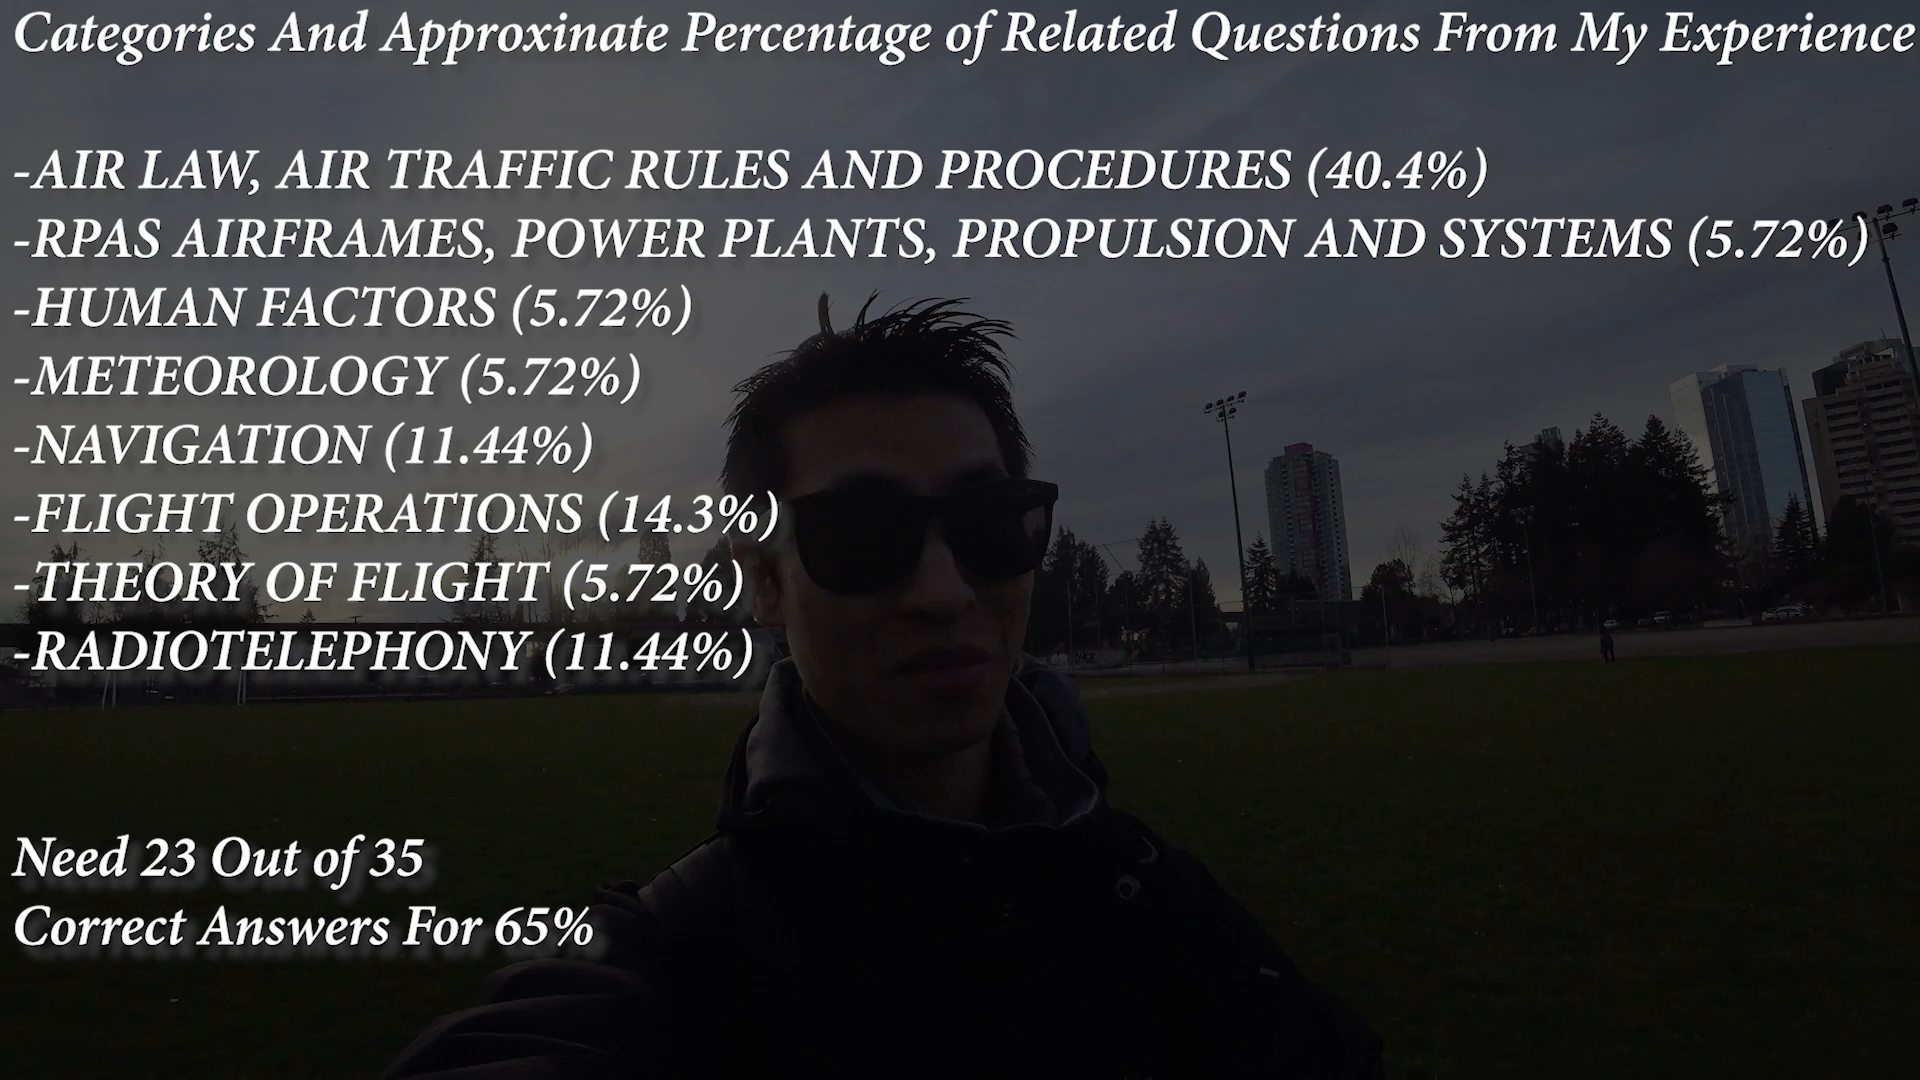 Categories And Approxinate Percentage of Related Questions From My Experience
-AIR LAW, AIR TRAFFIC RULES AND PROCEDURES (40.4%)
-RPAS AIRFRAMES, POWER PLANTS, PROPULSION AND SYSTEMS (5.72%)
-HUMAN FACTORS (5.72%)
-METEOROLOGY (5.72%)
-NAVIGATION (11.44%)
-FLIGHT OPERATIONS (14.3%)
-THEORY OF FLIGHT (5.72%)
-RADIOTELEPHONY (11.44%)
Need 23 Out of 35
Correct Answers For 65%